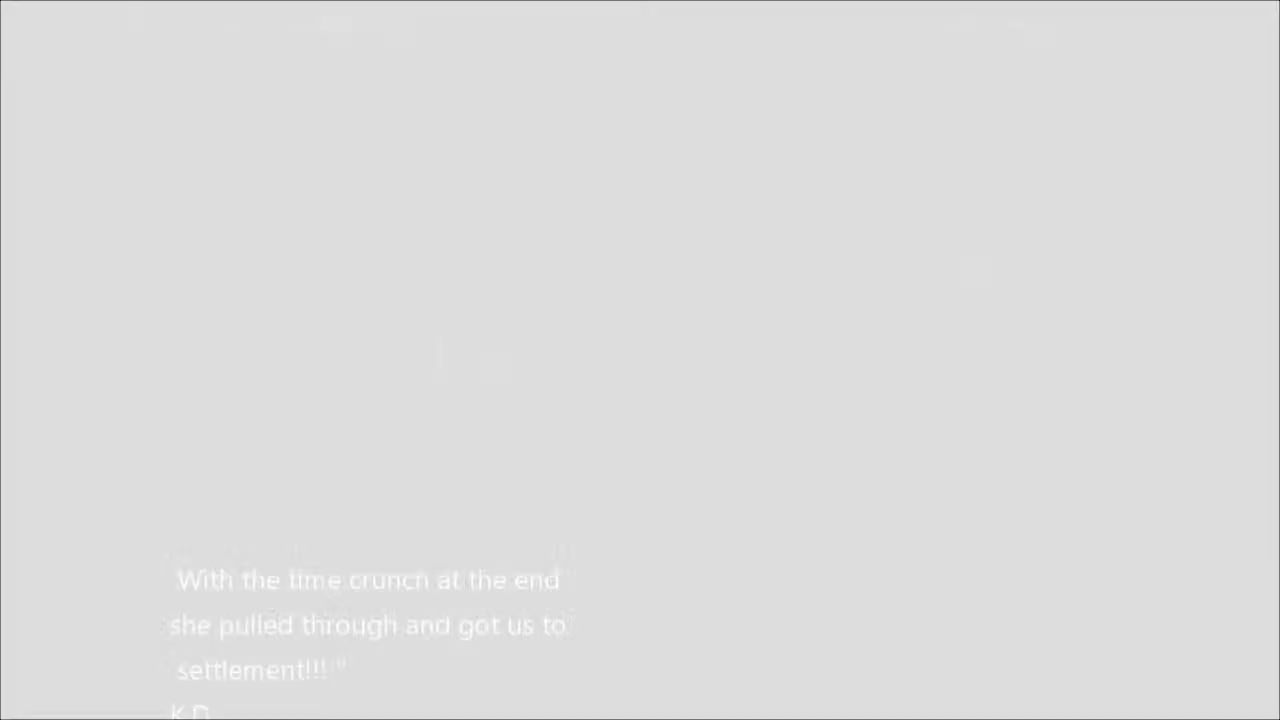 With the time crunch at the end
she pulled through and got us to
settlement!!! "
K.D.